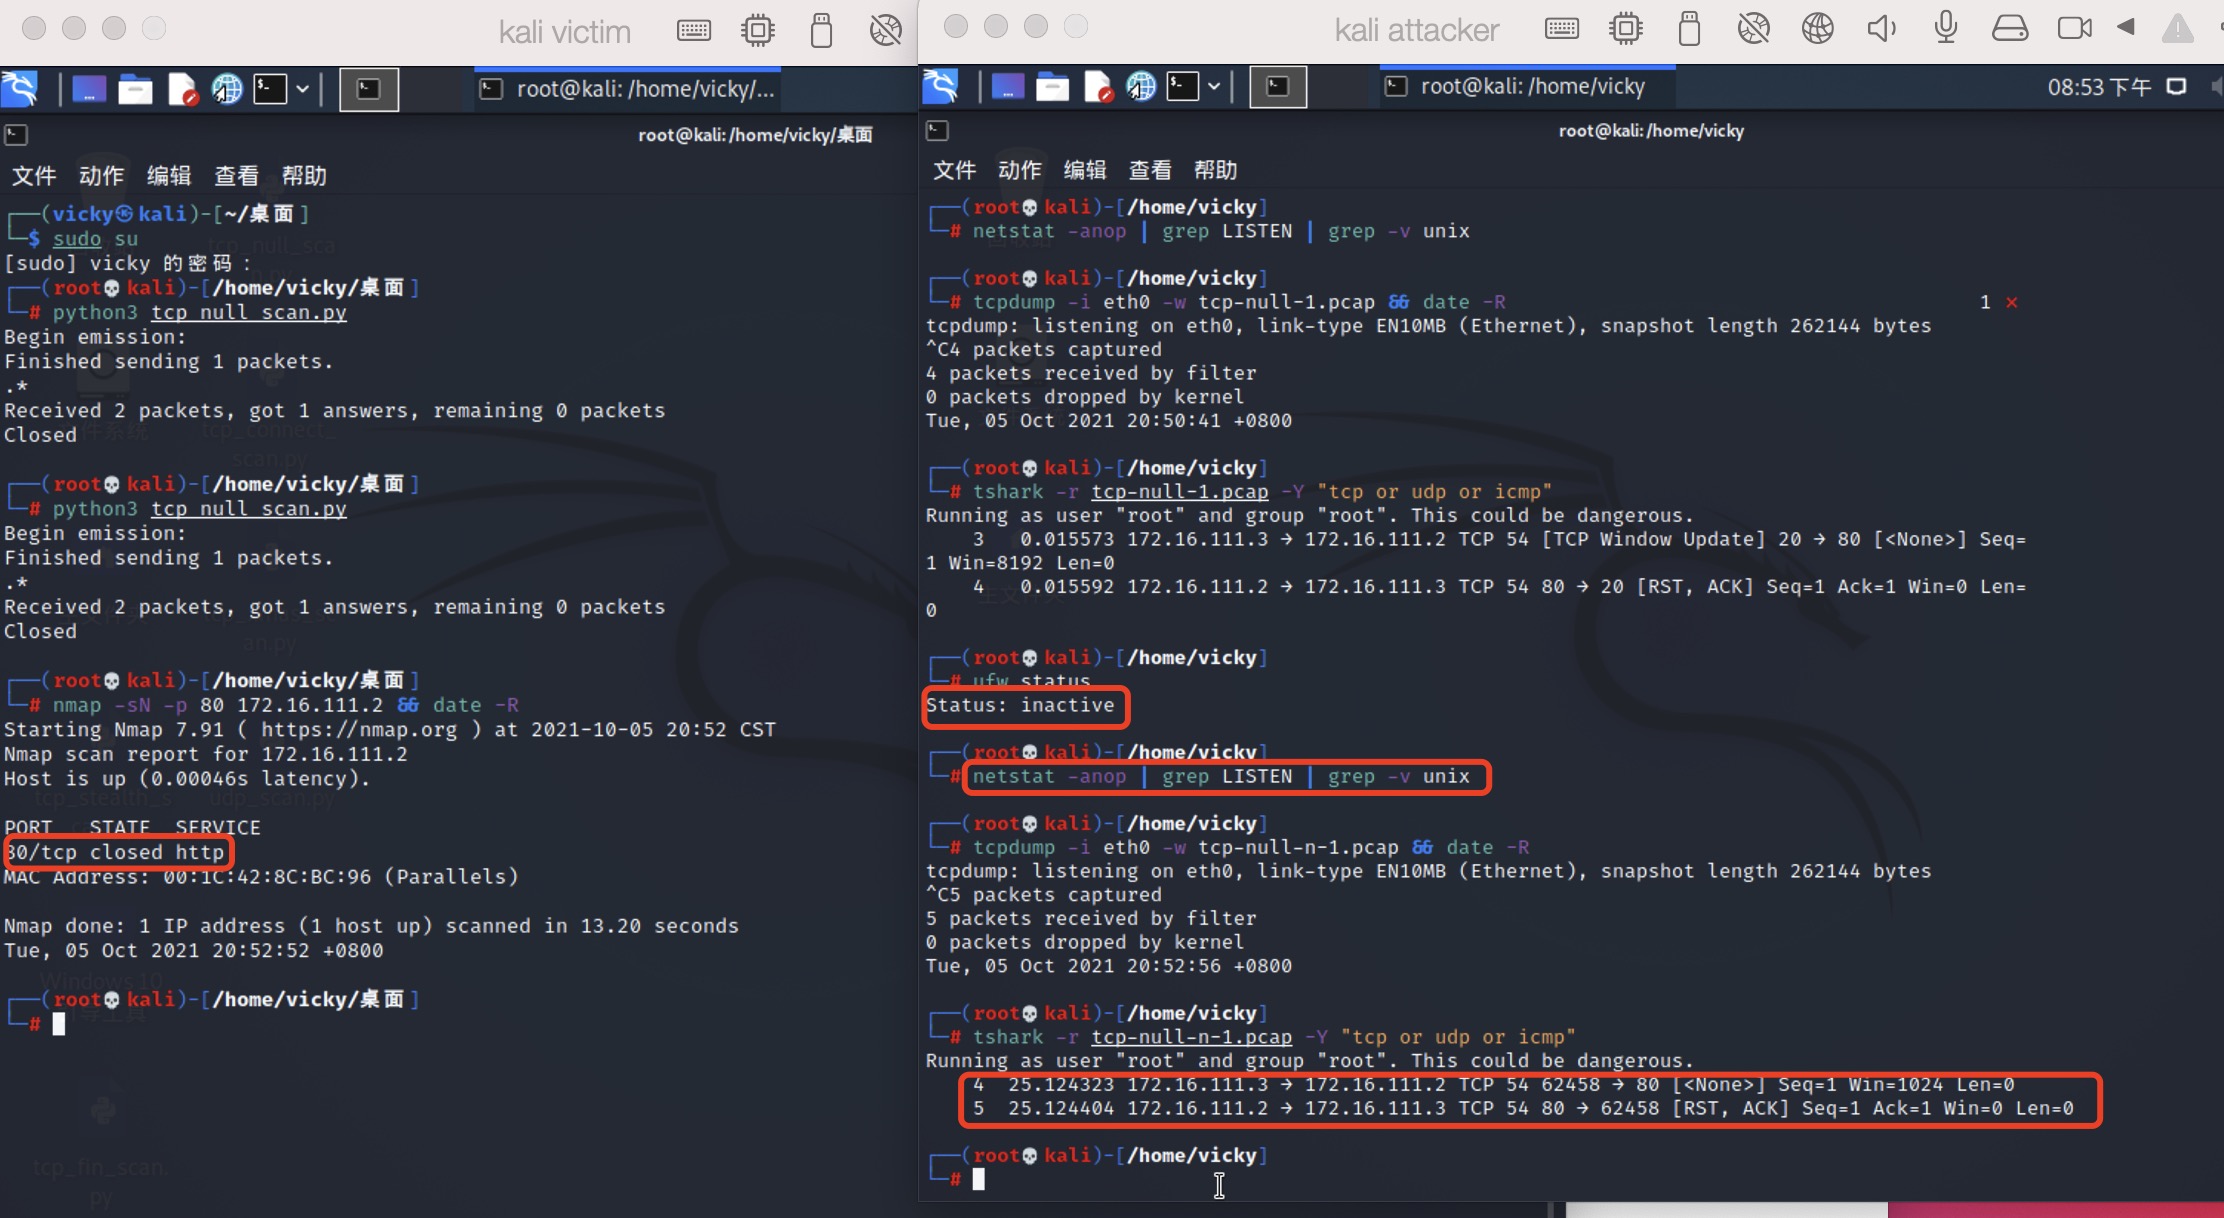 kali victim
root@kali: /home/vicky/...
root@kali:/home/vicky/桌面
文件 动作 编辑 查看 帮助
(vicky㉿kali)-[~/桌面]
$ sudo su
[sudo] vicky 的密码：
(root💀kali)-[/home/vicky/桌面]
# python3 tcp_null_scan.py
Begin emission:
Finished sending 1 packets.
.*
Received 2 packets, got 1 answers, remaining 0 packets
Closed
(root💀kali)-[/home/vicky/桌面]
# python3 tcp_null_scan.py
Begin emission:
Finished sending 1 packets.
.*
Received 2 packets, got 1 answers, remaining 0 packets
Closed
(root💀kali)-[/home/vicky/桌面]
# nmap -sN -p 80 172.16.111.2 && date -R
Starting Nmap 7.91 ( https://nmap.org ) at 2021-10-05 20:52 CST
Nmap scan report for 172.16.111.2
Host is up (0.00046s latency).
PORT STATE SERVICE
80/tcp closed http
MAC Address: 00:1C:42:8C:BC:96 (Parallels)
Nmap done: 1 IP address (1 host up) scanned in 13.20 seconds
Tue, 05 Oct 2021 20:52:52 +0800
(root💀kali)-[/home/vicky/桌面]
#
kali attacker
root@kali: /home/vicky
08:53 下午
root@kali:/home/vicky
文件 动作 编辑 查看 帮助
(root💀kali)-[/home/vicky]
# netstat -anop | grep LISTEN | grep -v unix
(root💀kali)-[/home/vicky]
# tcpdump -i eth0 -w tcp-null-1.pcap && date -R 1 ⨯
tcpdump: listening on eth0, link-type EN10MB (Ethernet), snapshot length 262144 bytes
^C4 packets captured
4 packets received by filter
0 packets dropped by kernel
Tue, 05 Oct 2021 20:50:41 +0800
(root💀kali)-[/home/vicky]
# tshark -r tcp-null-1.pcap -Y "tcp or udp or icmp"
Running as user "root" and group "root". This could be dangerous.
3 0.015573 172.16.111.3 → 172.16.111.2 TCP 54 [TCP Window Update] 20 → 80 [<None>] Seq=
1 Win=8192 Len=0
4 0.015592 172.16.111.2 → 172.16.111.3 TCP 54 80 → 20 [RST, ACK] Seq=1 Ack=1 Win=0 Len=
0
(root💀kali)-[/home/vicky]
# ufw status
Status: inactive
(root💀kali)-[/home/vicky]
# netstat -anop | grep LISTEN | grep -v unix
(root💀kali)-[/home/vicky]
# tcpdump -i eth0 -w tcp-null-n-1.pcap && date -R
tcpdump: listening on eth0, link-type EN10MB (Ethernet), snapshot length 262144 bytes
^C5 packets captured
5 packets received by filter
0 packets dropped by kernel
Tue, 05 Oct 2021 20:52:56 +0800
(root💀kali)-[/home/vicky]
# tshark -r tcp-null-n-1.pcap -Y "tcp or udp or icmp"
Running as user "root" and group "root". This could be dangerous.
4 25.124323 172.16.111.3 → 172.16.111.2 TCP 54 62458 → 80 [<None>] Seq=1 Win=1024 Len=0
5 25.124404 172.16.111.2 → 172.16.111.3 TCP 54 80 → 62458 [RST, ACK] Seq=1 Ack=1 Win=0 Len=0
(root💀kali)-[/home/vicky]
#